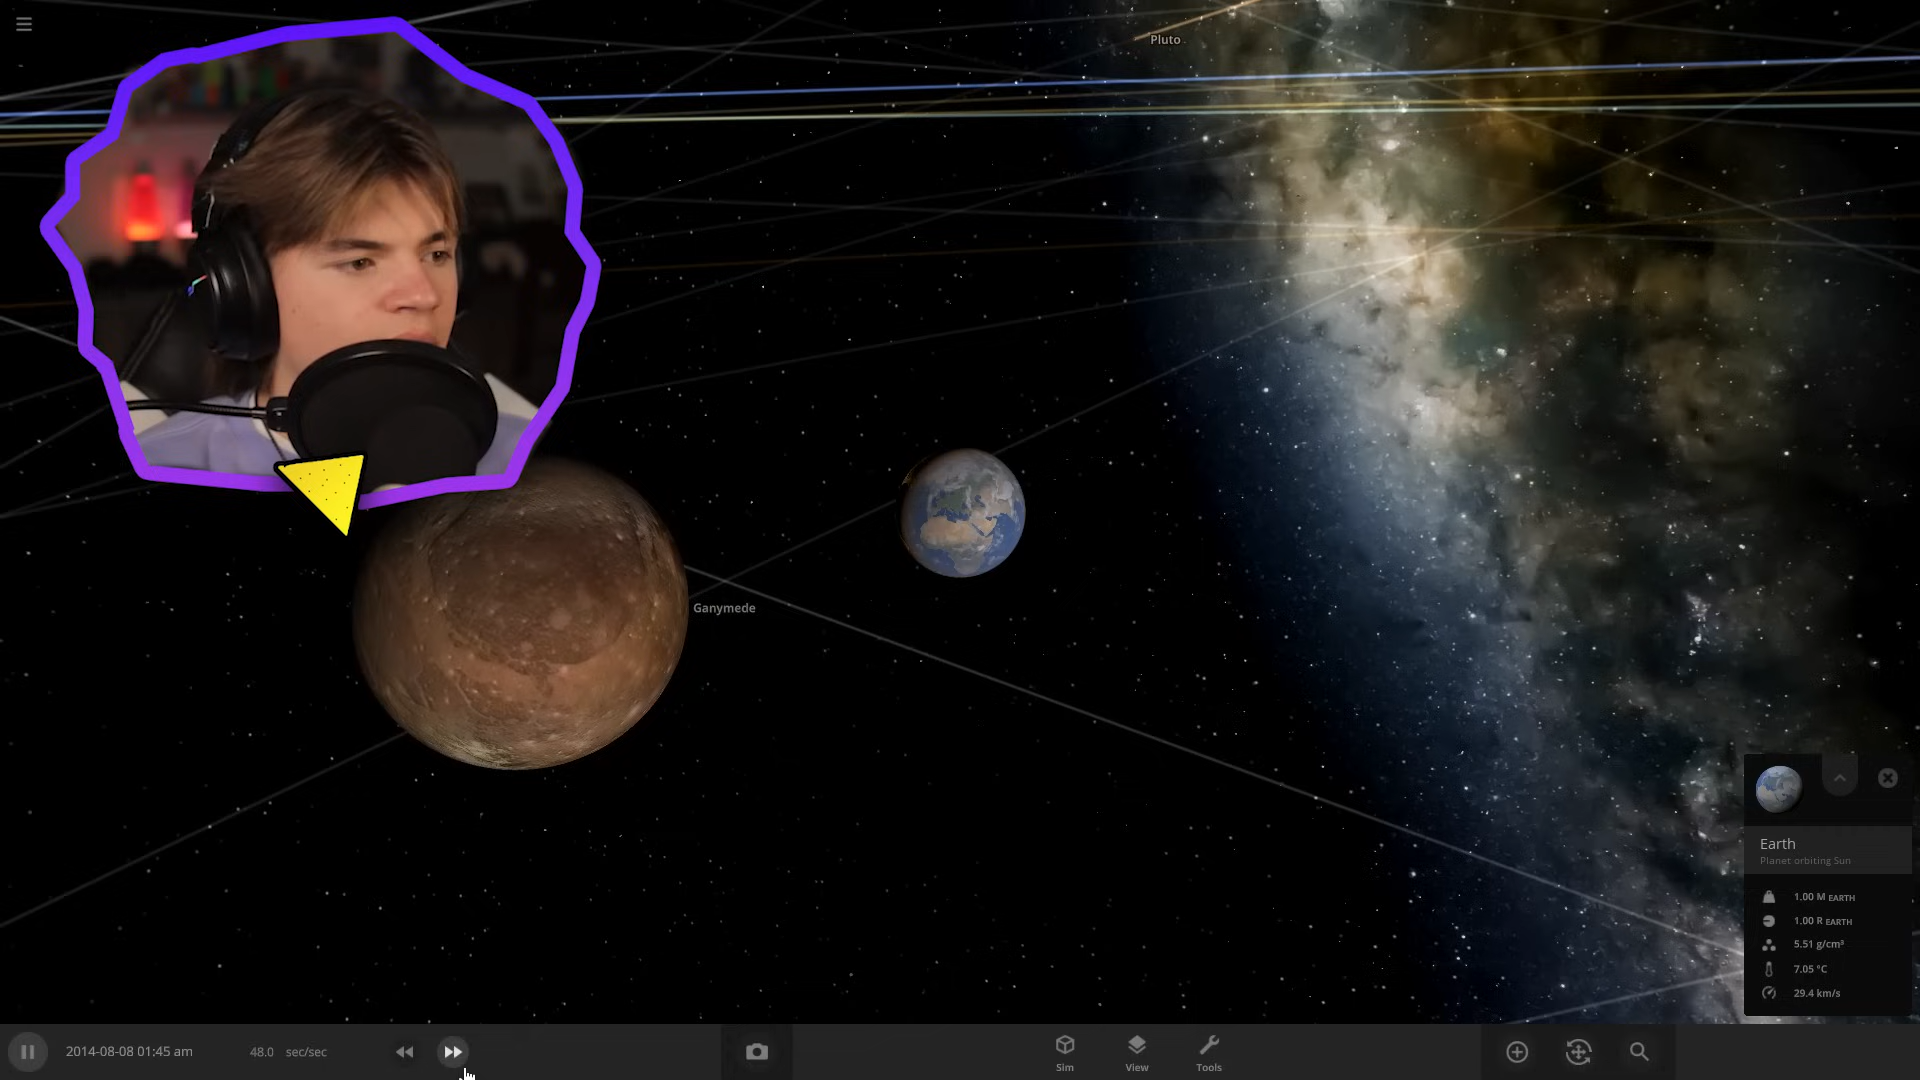 Pluto
Ganymede
Earth
Planet orbiting Sun
1.00 M EARTH
1.00 R EARTH
5.51 g/cm³
7.05 °C
29.4 km/s
2014-08-08 01:45 am
48.0 sec/sec
Sim
View
Tools